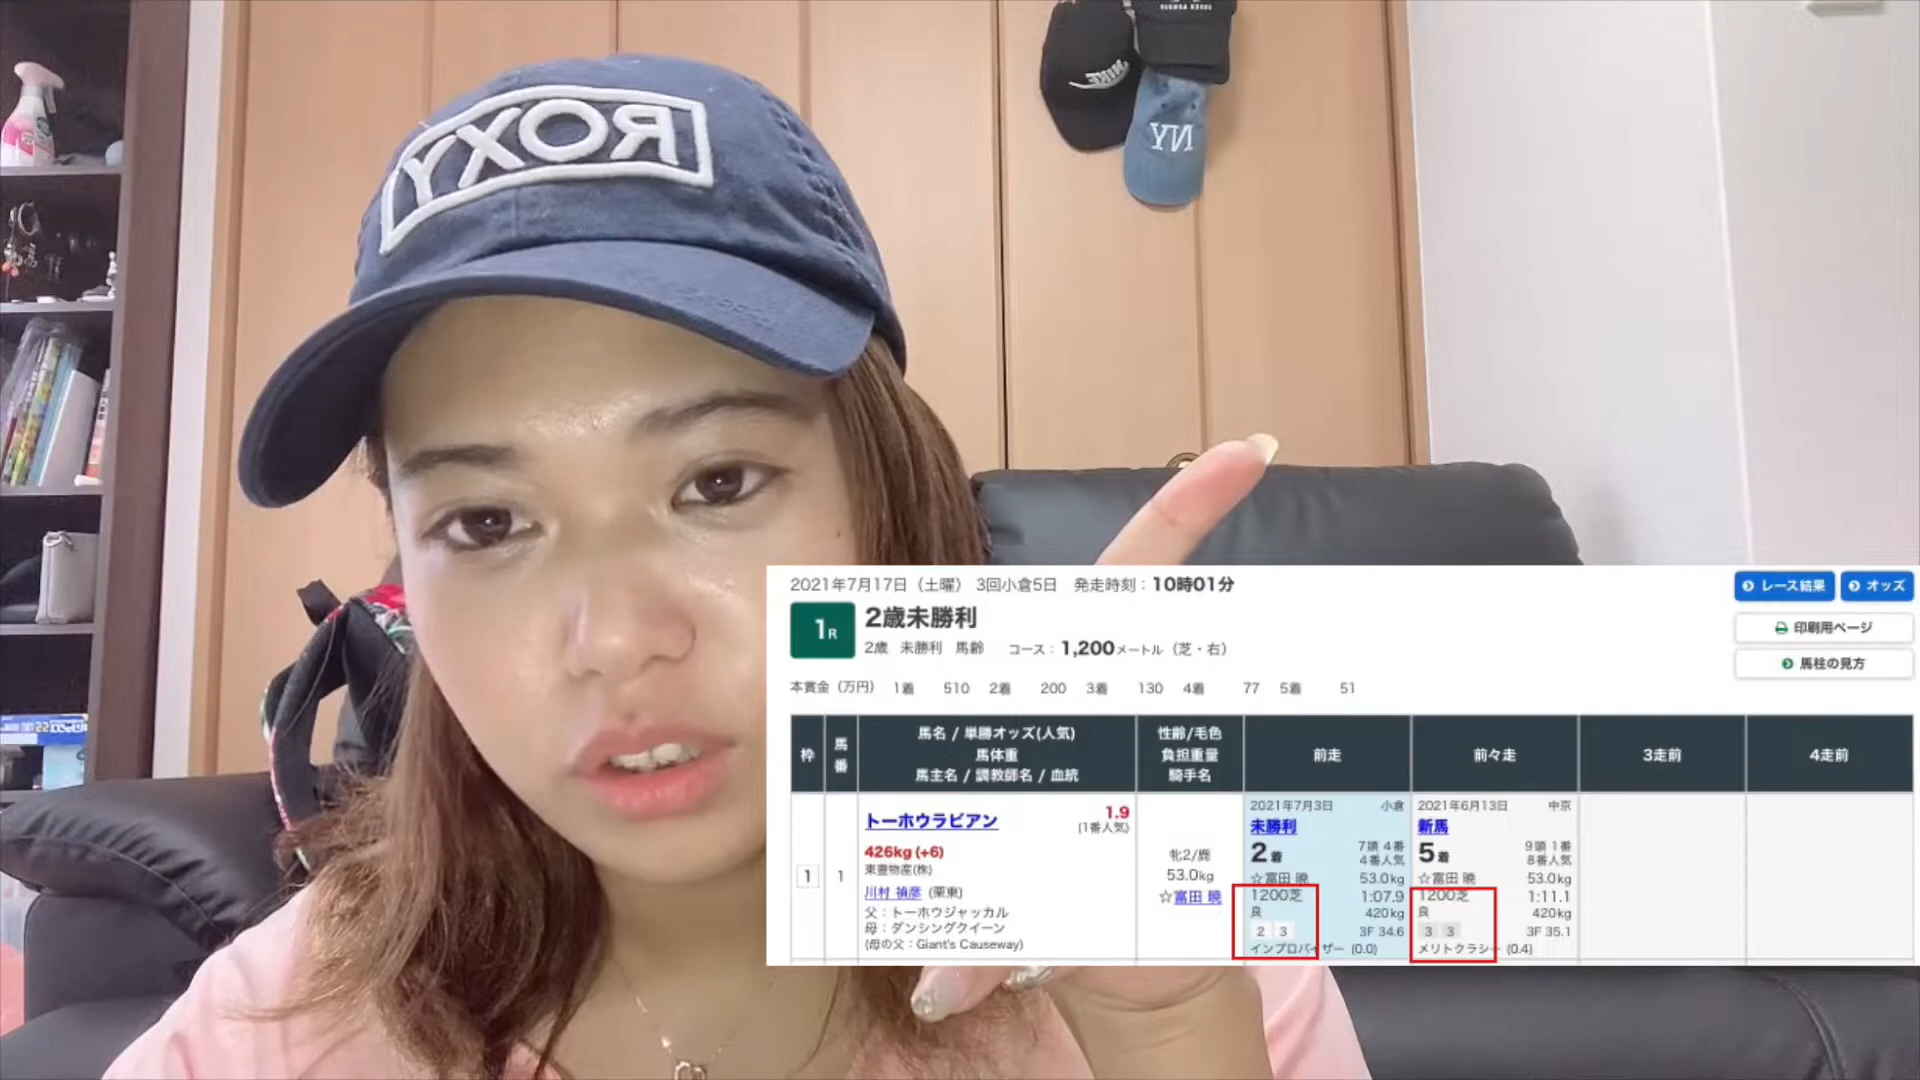 ROXY
NIKE
NY
2021年7月17日（土曜） 3回小倉5日 発走時刻：10時01分
レース結果
オッズ
1R
2歳未勝利
2歳 未勝利 馬齢 コース：1,200メートル（芝・右）
印刷用ページ
馬柱の見方
本賞金（万円） 1着 510 2着 200 3着 130 4着 77 5着 51
枠
馬番
馬名 / 単勝オッズ(人気)
馬体重
馬主名 / 調教師名 / 血統
性齢/毛色
負担重量
騎手名
前走
前々走
3走前
4走前
1
1
トーホウラビアン
1.9
(1番人気)
426kg (+6)
東豊物産(株)
川村 禎彦 (栗東)
父：トーホウジャッカル
母：ダンシングクイーン
(母の父：Giant's Causeway)
牝2/鹿
53.0kg
☆富田 暁
2021年7月3日 小倉
未勝利
2着
7頭 4番
4番人気
☆富田 暁 53.0kg
1200芝 1:07.9
良 420kg
2 3 3F 34.6
インプロバイザー (0.0)
2021年6月13日 中京
新馬
5着
9頭 1番
8番人気
☆富田 暁 53.0kg
1200芝 1:11.1
良 420kg
3 3 3F 35.1
メリトクラシー (0.4)